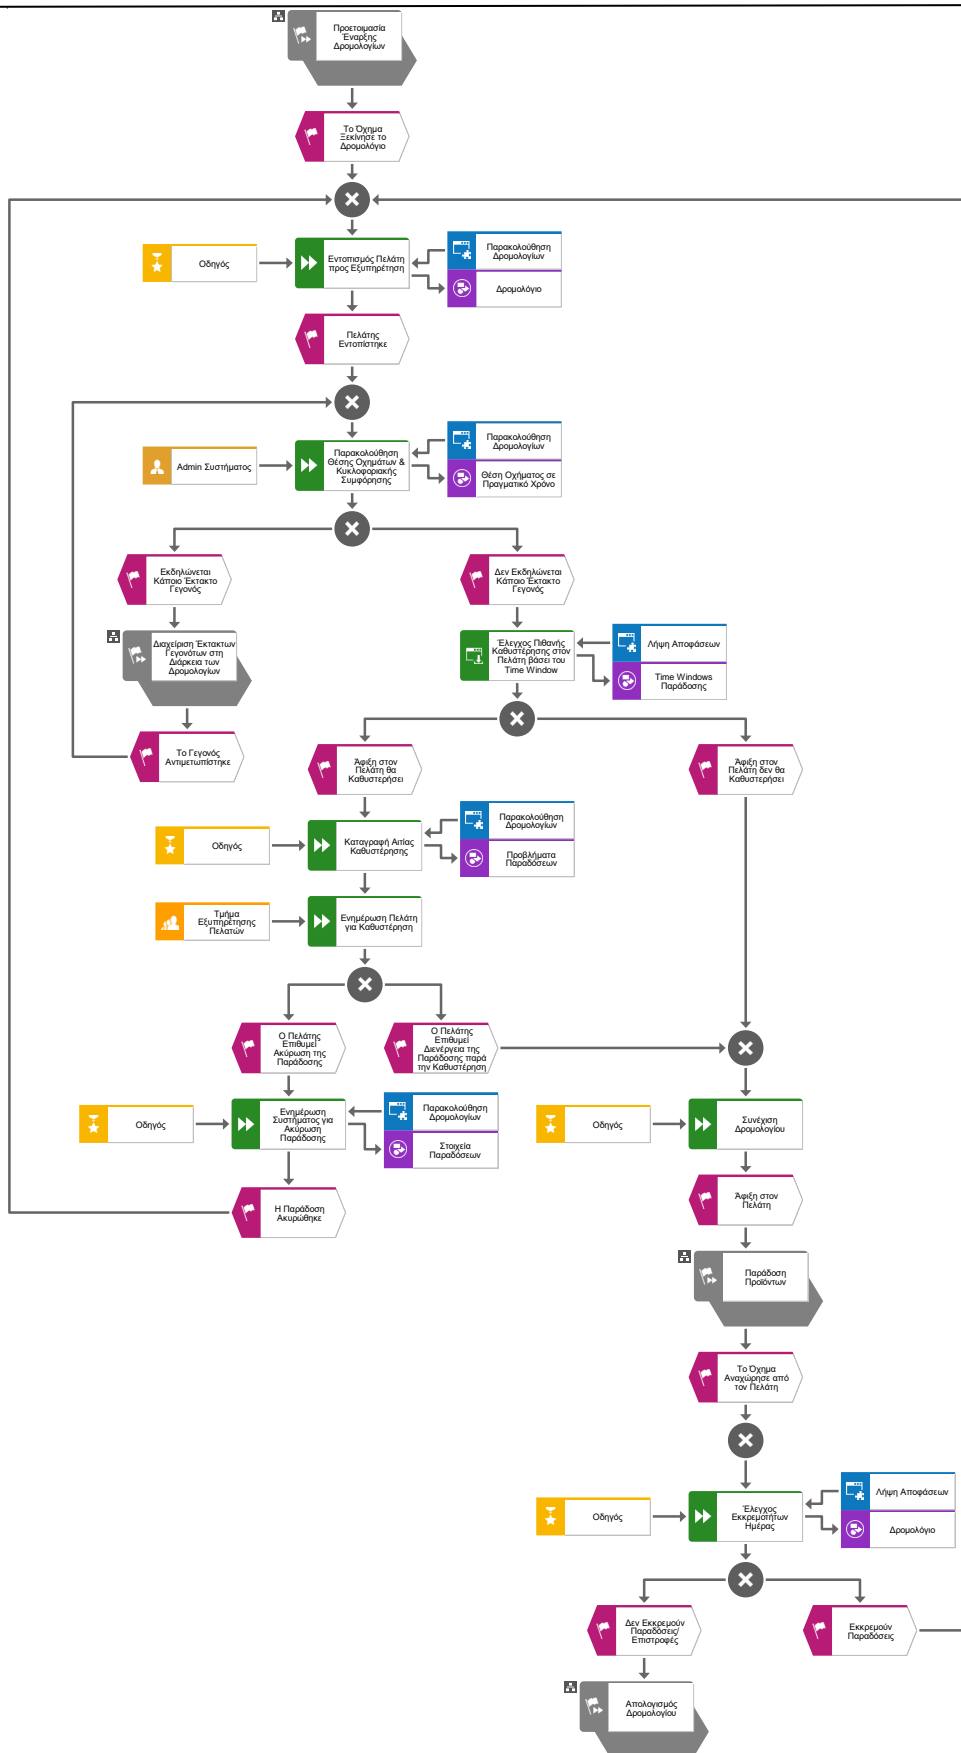 Προετοιμασία
Έναρξης
Δρομολογίων
Το Όχημα
Ξεκίνησε το
Δρομολόγιο
Οδηγός
Εντοπισμός Πελάτη
προς Εξυπηρέτηση
Παρακολούθηση
Δρομολογίων
Δρομολόγιο
Πελάτης
Εντοπίστηκε
Admin Συστήματος
Παρακολούθηση
Θέσης Οχημάτων &
Κυκλοφοριακής
Συμφόρησης
Παρακολούθηση
Δρομολογίων
Θέση Οχήματος σε
Πραγματικό Χρόνο
Εκδηλώνεται
Κάποιο Έκτακτο
Γεγονός
Δεν Εκδηλώνεται
Κάποιο Έκτακτο
Γεγονός
Διαχείριση Έκτακτων
Γεγονότων στη
Διάρκεια των
Δρομολογίων
Έλεγχος Πιθανής
Καθυστέρησης στον
Πελάτη βάσει του
Time Window
Λήψη Αποφάσεων
Time Windows
Παράδοσης
Το Γεγονός
Αντιμετωπίστηκε
Άφιξη στον
Πελάτη θα
Καθυστερήσει
Άφιξη στον
Πελάτη δεν θα
Καθυστερήσει
Οδηγός
Καταγραφή Αιτίας
Καθυστέρησης
Παρακολούθηση
Δρομολογίων
Προβλήματα
Παραδόσεων
Τμήμα
Εξυπηρέτησης
Πελατών
Ενημέρωση Πελάτη
για Καθυστέρηση
Ο Πελάτης
Επιθυμεί
Ακύρωση της
Παράδοσης
Ο Πελάτης
Επιθυμεί
Διενέργεια της
Παράδοσης παρά
την Καθυστέρηση
Οδηγός
Ενημέρωση
Συστήματος για
Ακύρωση
Παράδοσης
Παρακολούθηση
Δρομολογίων
Στοιχεία
Παραδόσεων
Οδηγός
Συνέχιση
Δρομολογίου
Η Παράδοση
Ακυρώθηκε
Άφιξη στον
Πελάτη
Παράδοση
Προϊόντων
Το Όχημα
Αναχώρησε από
τον Πελάτη
Οδηγός
Έλεγχος
Εκκρεμοτήτων
Ημέρας
Λήψη Αποφάσεων
Δρομολόγιο
Δεν Εκκρεμούν
Παραδόσεις/
Επιστροφές
Εκκρεμούν
Παραδόσεις
Απολογισμός
Δρομολογίου